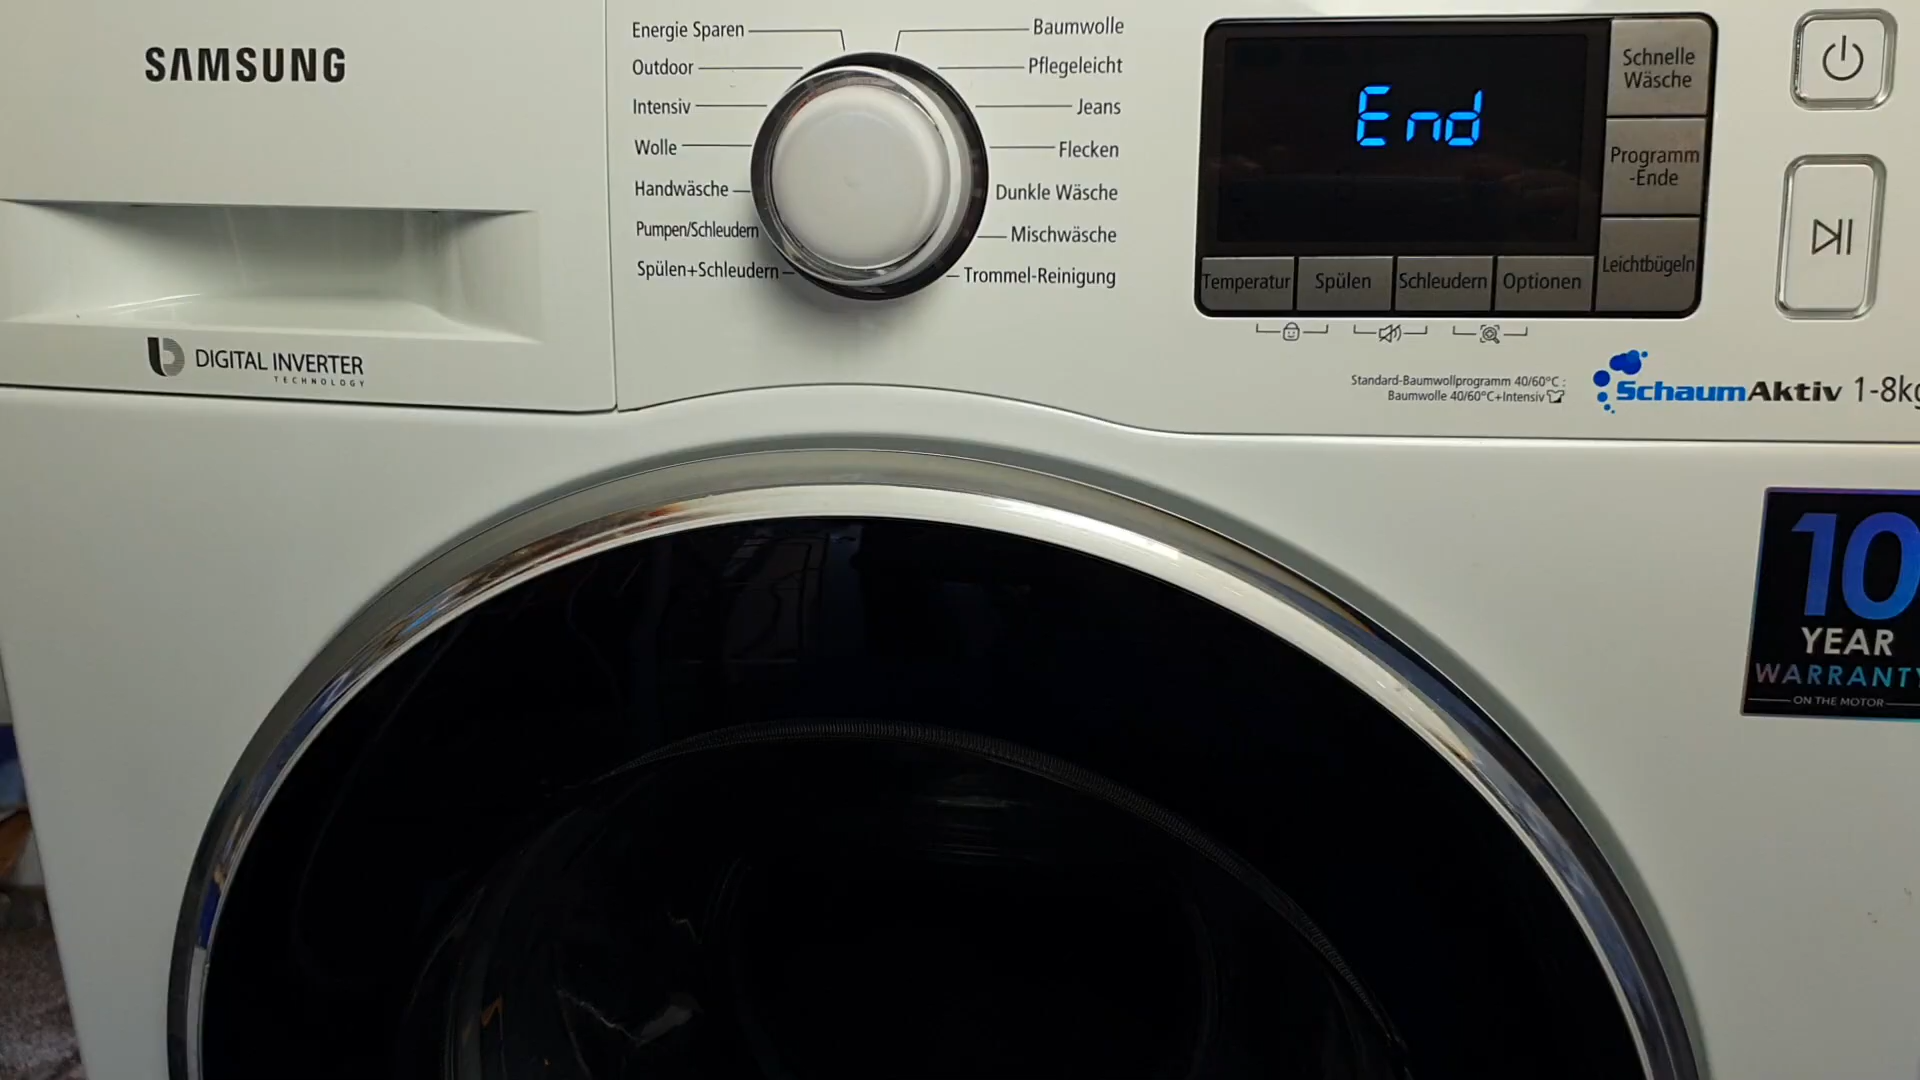 SAMSUNG
DIGITAL INVERTER
TECHNOLOGY
Energie Sparen
Outdoor
Intensiv
Wolle
Handwäsche
Pumpen/Schleudern
Spülen+Schleudern
Baumwolle
Pflegeleicht
Jeans
Flecken
Dunkle Wäsche
Mischwäsche
Trommel-Reinigung
End
Schnelle
Wäsche
Programm
-Ende
Leichtbügeln
Temperatur
Spülen
Schleudern
Optionen
Standard-Baumwollprogramm 40/60°C :
Baumwolle 40/60°C+Intensiv
SchaumAktiv 1-8kg
10
YEAR
WARRANTY
ON THE MOTOR